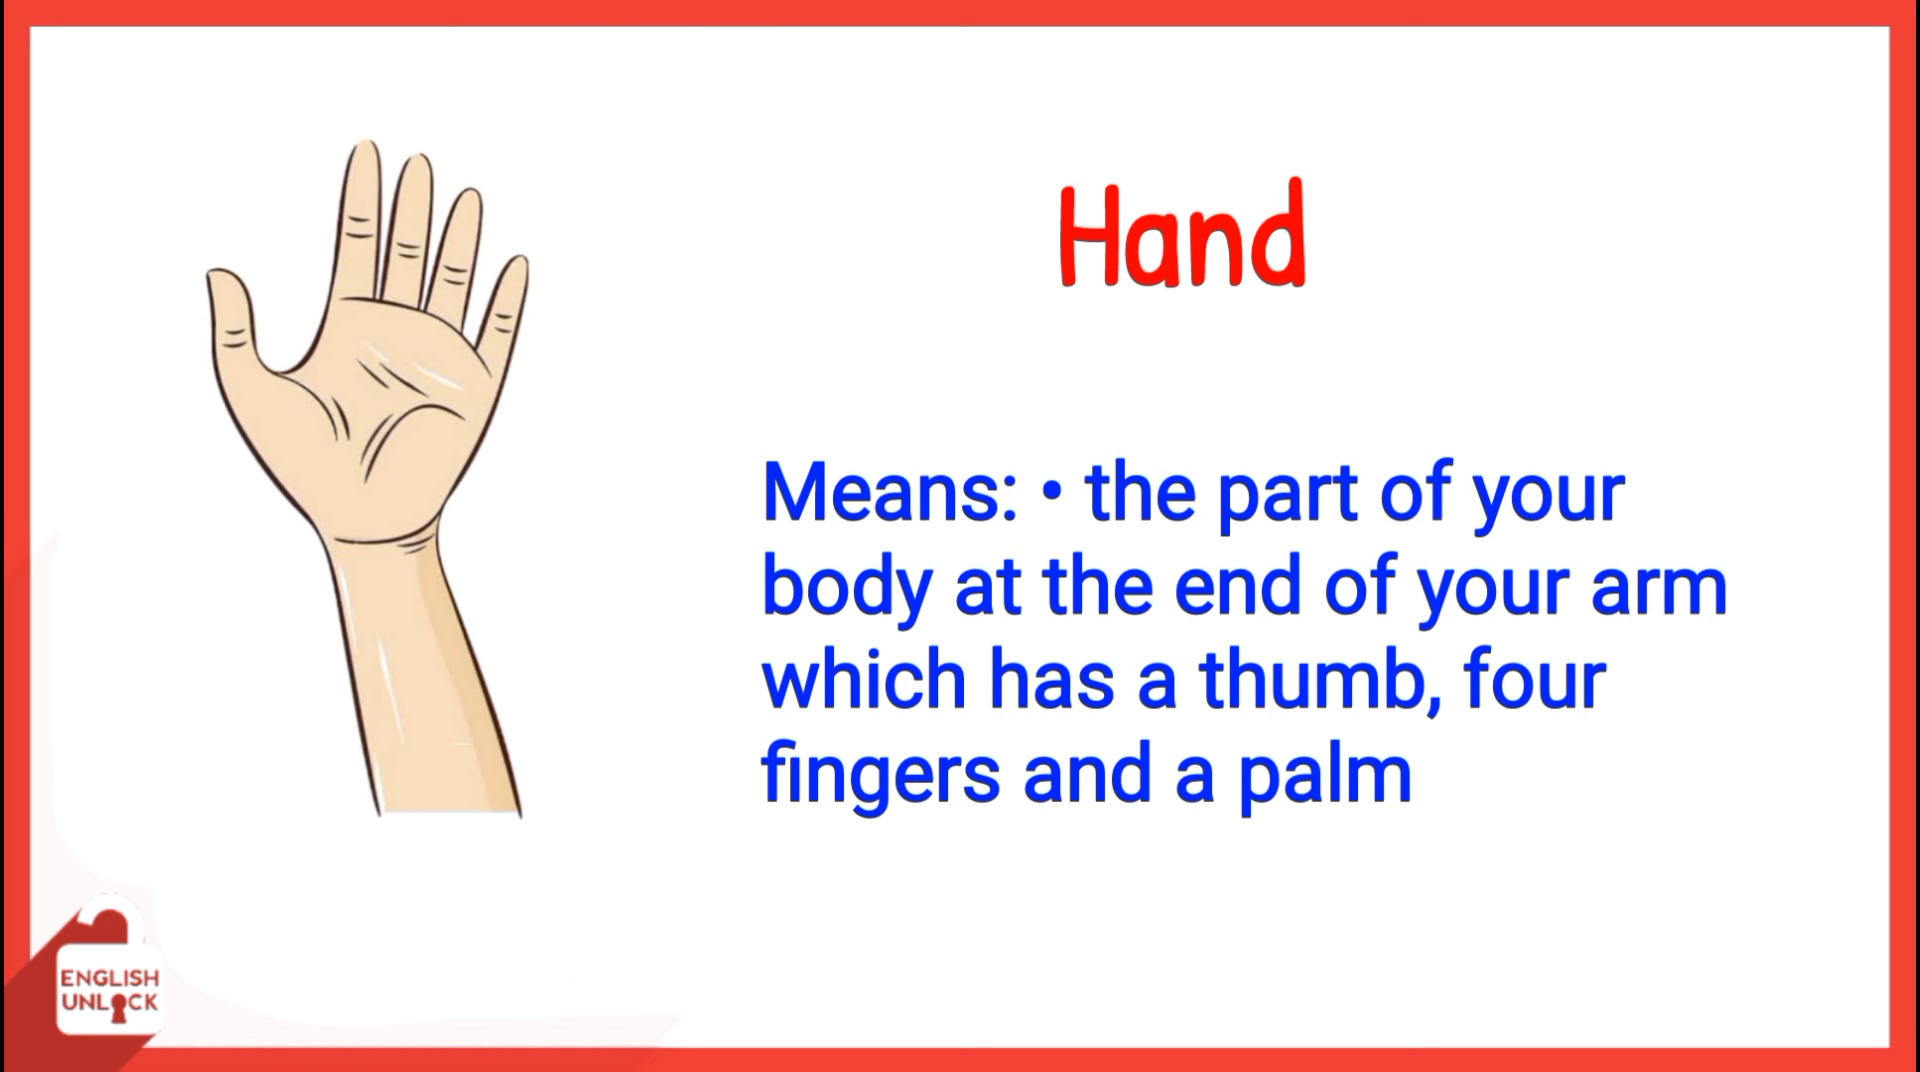 Hand
Means: • the part of your
body at the end of your arm
which has a thumb, four
fingers and a palm
ENGLISH
UNLOCK